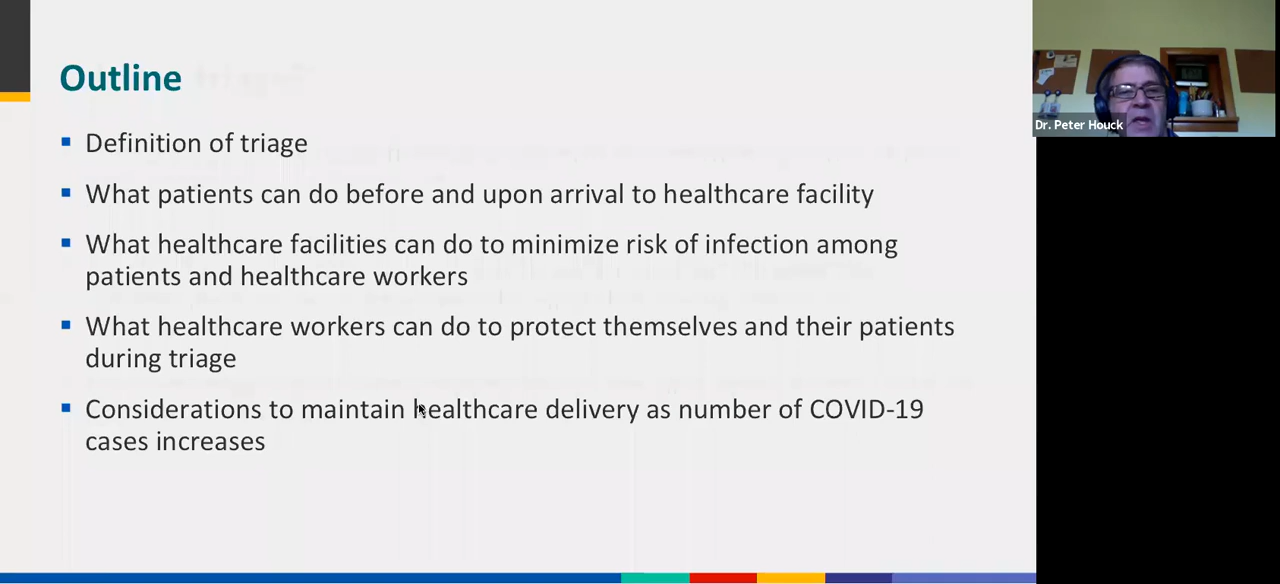 Outline
Definition of triage
What patients can do before and upon arrival to healthcare facility
What healthcare facilities can do to minimize risk of infection among
patients and healthcare workers
What healthcare workers can do to protect themselves and their patients
during triage
Considerations to maintain healthcare delivery as number of COVID-19
cases increases
Dr. Peter Houck